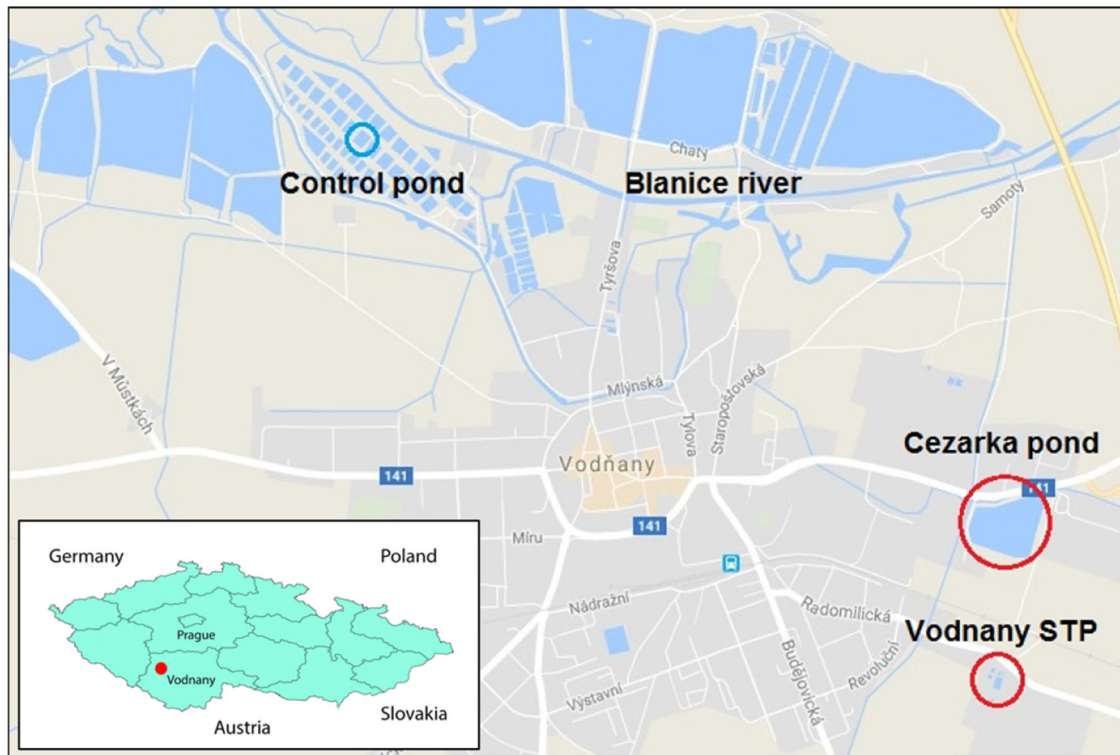 Chaty
Control pond
Blanice river
Samoty
Tyršova
V Můstkách
Mlýnská
Tylova
Staropošťovská
Cezarka pond
Vodňany
141
141
141
Míru
Nádražní
Radomilická
Revoluční
Budějovická
Výstavní
Vodnany STP
Germany
Poland
Prague
Vodnany
Slovakia
Austria